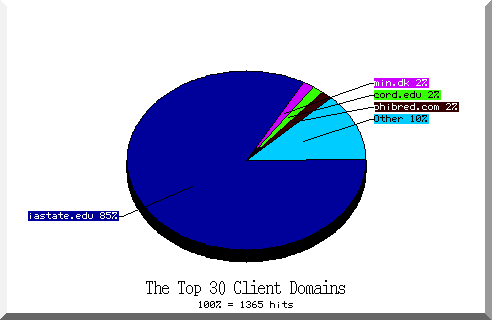 min.dk 2%
cord.edu 2%
phibred.com 2%
Other 10%
iastate.edu 85%
The Top 30 Client Domains
100% = 1365 hits